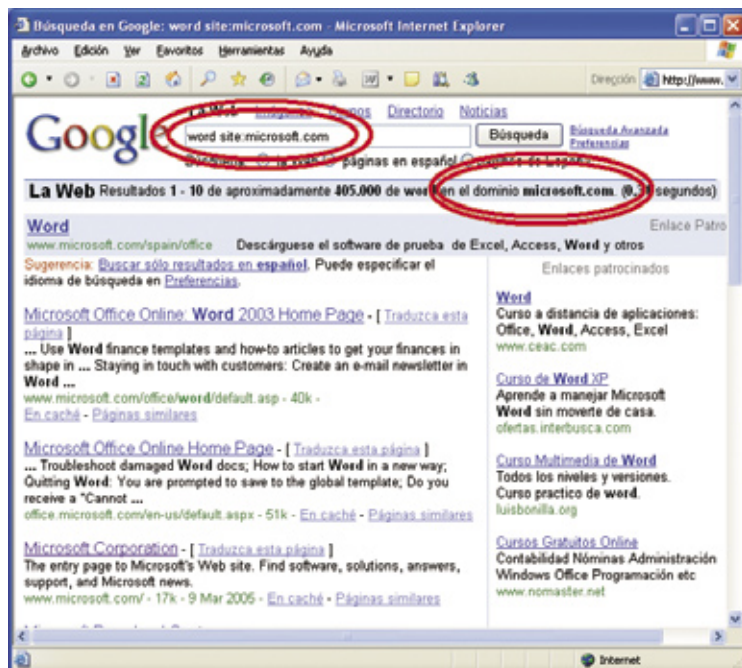 Búsqueda en Google: word site:microsoft.com - Microsoft Internet Explorer
Archivo Edición Ver Favoritos Herramientas Ayuda
Dirección http://www.
La Web Imágenes Grupos Directorio Noticias
Google
word site:microsoft.com
Búsqueda
Búsqueda Avanzada
Preferencias
la Web páginas en español
La Web Resultados 1 - 10 de aproximadamente 405.000 de word en el dominio microsoft.com. segundos)
Word
Enlace Patro
www.microsoft.com/spain/office Descárguese el software de prueba de Excel, Access, Word y otros
Sugerencia: Buscar sólo resultados en español. Puede especificar el
idioma de búsqueda en Preferencias.
Microsoft Office Online: Word 2003 Home Page - [ Traduzca esta
página ]
... Use Word finance templates and how-to articles to get your finances in
shape in ... Staying in touch with customers: Create an e-mail newsletter in
Word ...
www.microsoft.com/office/word/default.asp - 40k -
En caché - Páginas similares
Microsoft Office Online Home Page - [ Traduzca esta página ]
... Troubleshoot damaged Word docs; How to start Word in a new way;
Quitting Word: You are prompted to save to the global template; Do you
receive a "Cannot ...
office.microsoft.com/en-us/default.aspx - 51k - En caché - Páginas similares
Microsoft Corporation - [ Traduzca esta página ]
The entry page to Microsoft's Web site. Find software, solutions, answers,
support, and Microsoft news.
www.microsoft.com/ - 17k - 9 Mar 2005 - En caché - Páginas similares
Enlaces patrocinados
Word
Curso a distancia de aplicaciones:
Office, Word, Access, Excel
www.ceac.com
Curso de Word XP
Aprende a manejar Microsoft
Word sin moverte de casa.
ofertas.interbusca.com
Curso Multimedia de Word
Todos los niveles y versiones.
Curso practico de word.
luisbonilla.org
Cursos Gratuitos Online
Contabilidad Nóminas Administración
Windows Office Programación etc
www.nomaster.net
Internet